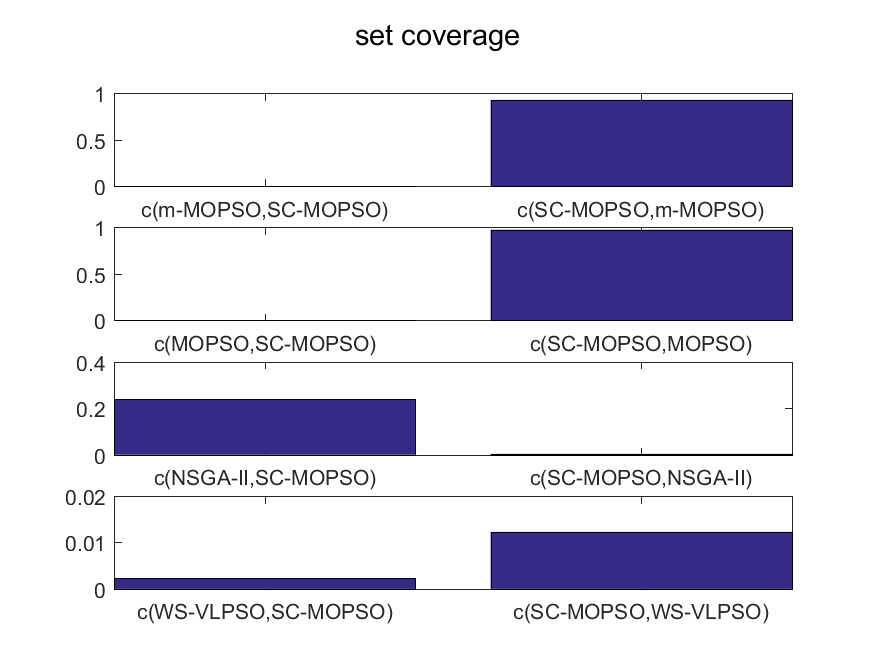 set coverage
1
0.5
0
c(m-MOPSO,SC-MOPSO) c(SC-MOPSO,m-MOPSO)
1
0.5
0
c(MOPSO,SC-MOPSO) c(SC-MOPSO,MOPSO)
0.4
0.2
0
c(NSGA-II,SC-MOPSO) c(SC-MOPSO,NSGA-II)
0.02
0.01
0
c(WS-VLPSO,SC-MOPSO) c(SC-MOPSO,WS-VLPSO)